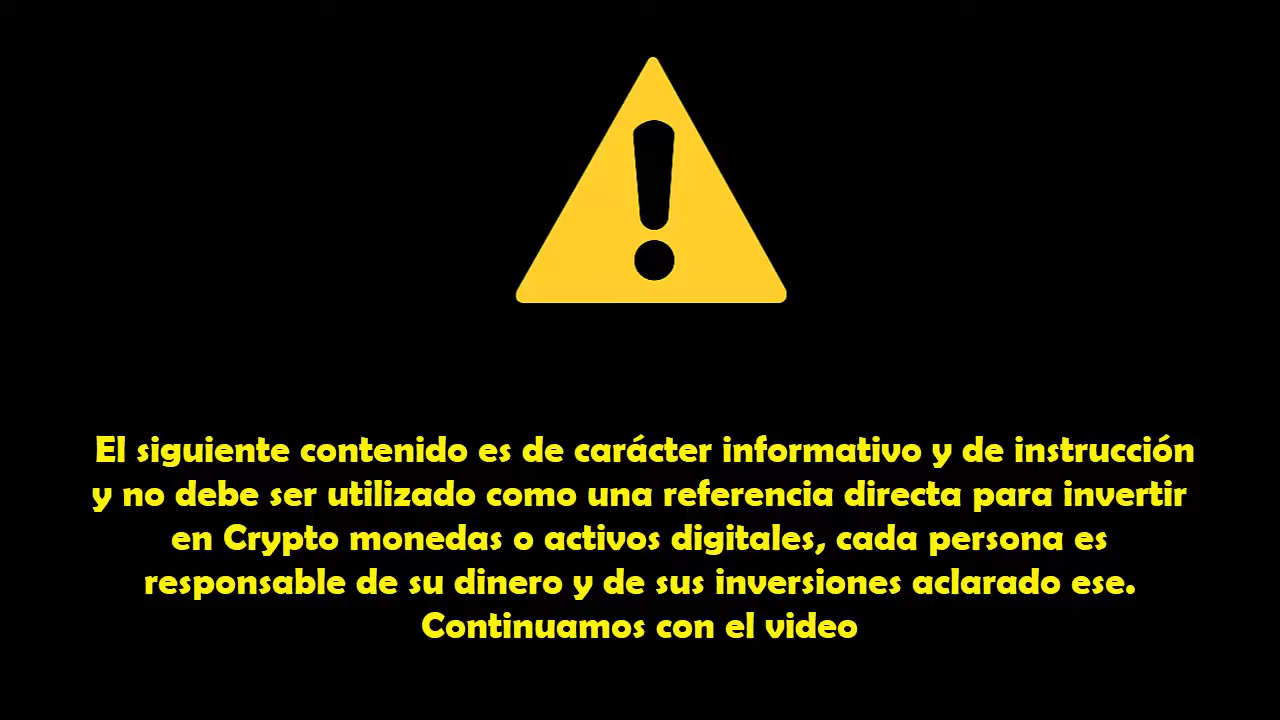 El siguiente contenido es de carácter informativo y de instrucción
y no debe ser utilizado como una referencia directa para invertir
en Crypto monedas o activos digitales, cada persona es
responsable de su dinero y de sus inversiones aclarado ese.
Continuamos con el video